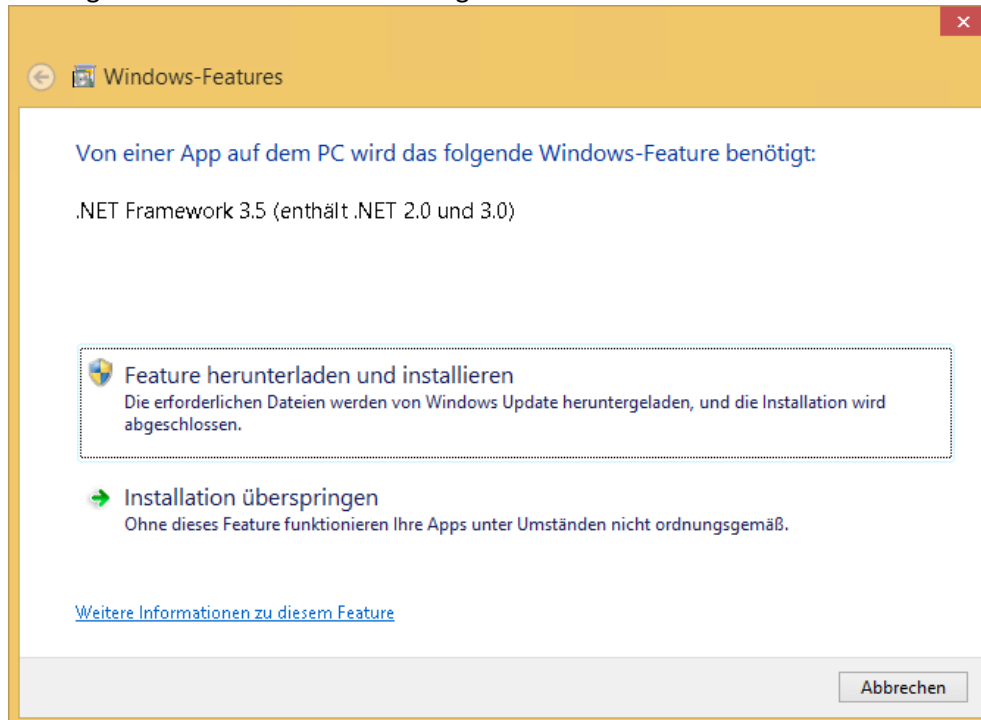 Windows-Features
Von einer App auf dem PC wird das folgende Windows-Feature benötigt:
.NET Framework 3.5 (enthält .NET 2.0 und 3.0)
Feature herunterladen und installieren
Die erforderlichen Dateien werden von Windows Update heruntergeladen, und die Installation wird
abgeschlossen.
Installation überspringen
Ohne dieses Feature funktionieren Ihre Apps unter Umständen nicht ordnungsgemäß.
Weitere Informationen zu diesem Feature
Abbrechen